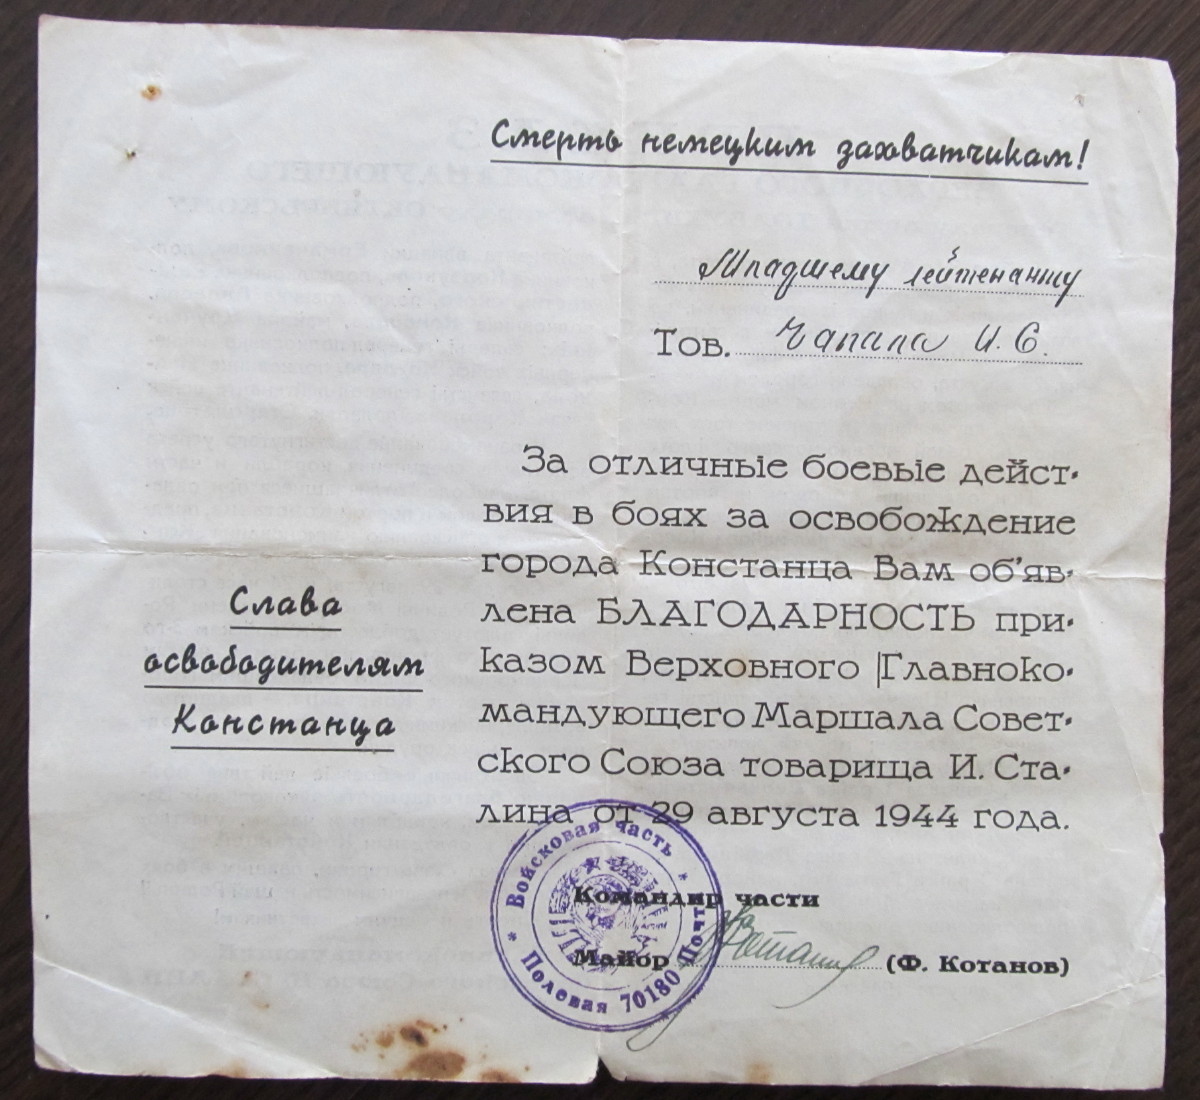 Смерть немецким захватчикам!
Младшему лейтенанту
Тов. Чапала И. С.
За отличные боевые дейст-
вия в боях за освобождение
города Констанца Вам об'яв-
лена БЛАГОДАРНОСТЬ при-
казом Верховного Главноко-
мандующего Маршала Совет-
ского Союза товарища И. Ста-
лина от 29 августа 1944 года.
Слава
освободителям
Констанца
Командир части
Майор (Ф. Котанов)
* Войсковая часть *
Полевая 70180 Почта